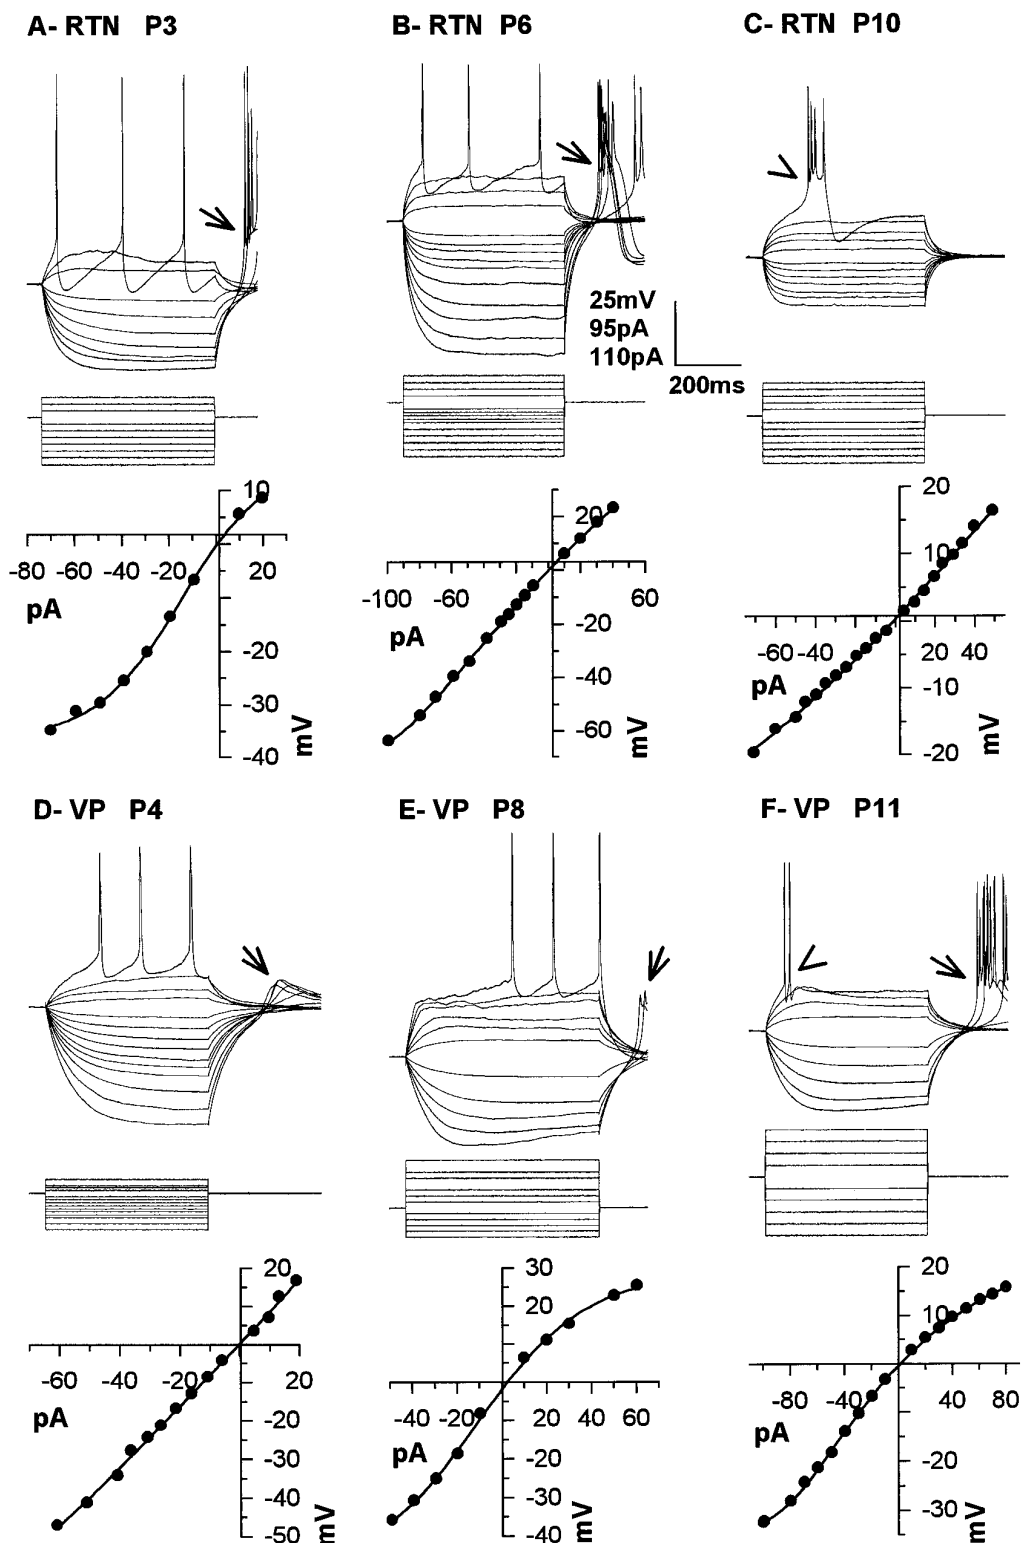 A- RTN P3
B- RTN P6
C- RTN P10
25mV
95pA
110pA
200ms
10
-80 -60 -40 -20 20
pA
-20
-30
-40
mV
20
-100 -60 60
pA
-20
-40
-60
mV
20
10
-60 -40 20 40
pA
-10
-20
mV
D- VP P4
E- VP P8
F- VP P11
20
-60 -40 -20 20
pA
-10
-20
-30
-40
-50
mV
30
20
-40 -20 20 40 60
pA
-20
-30
-40
mV
20
10
-80 -40 40 80
pA
-20
-30
mV